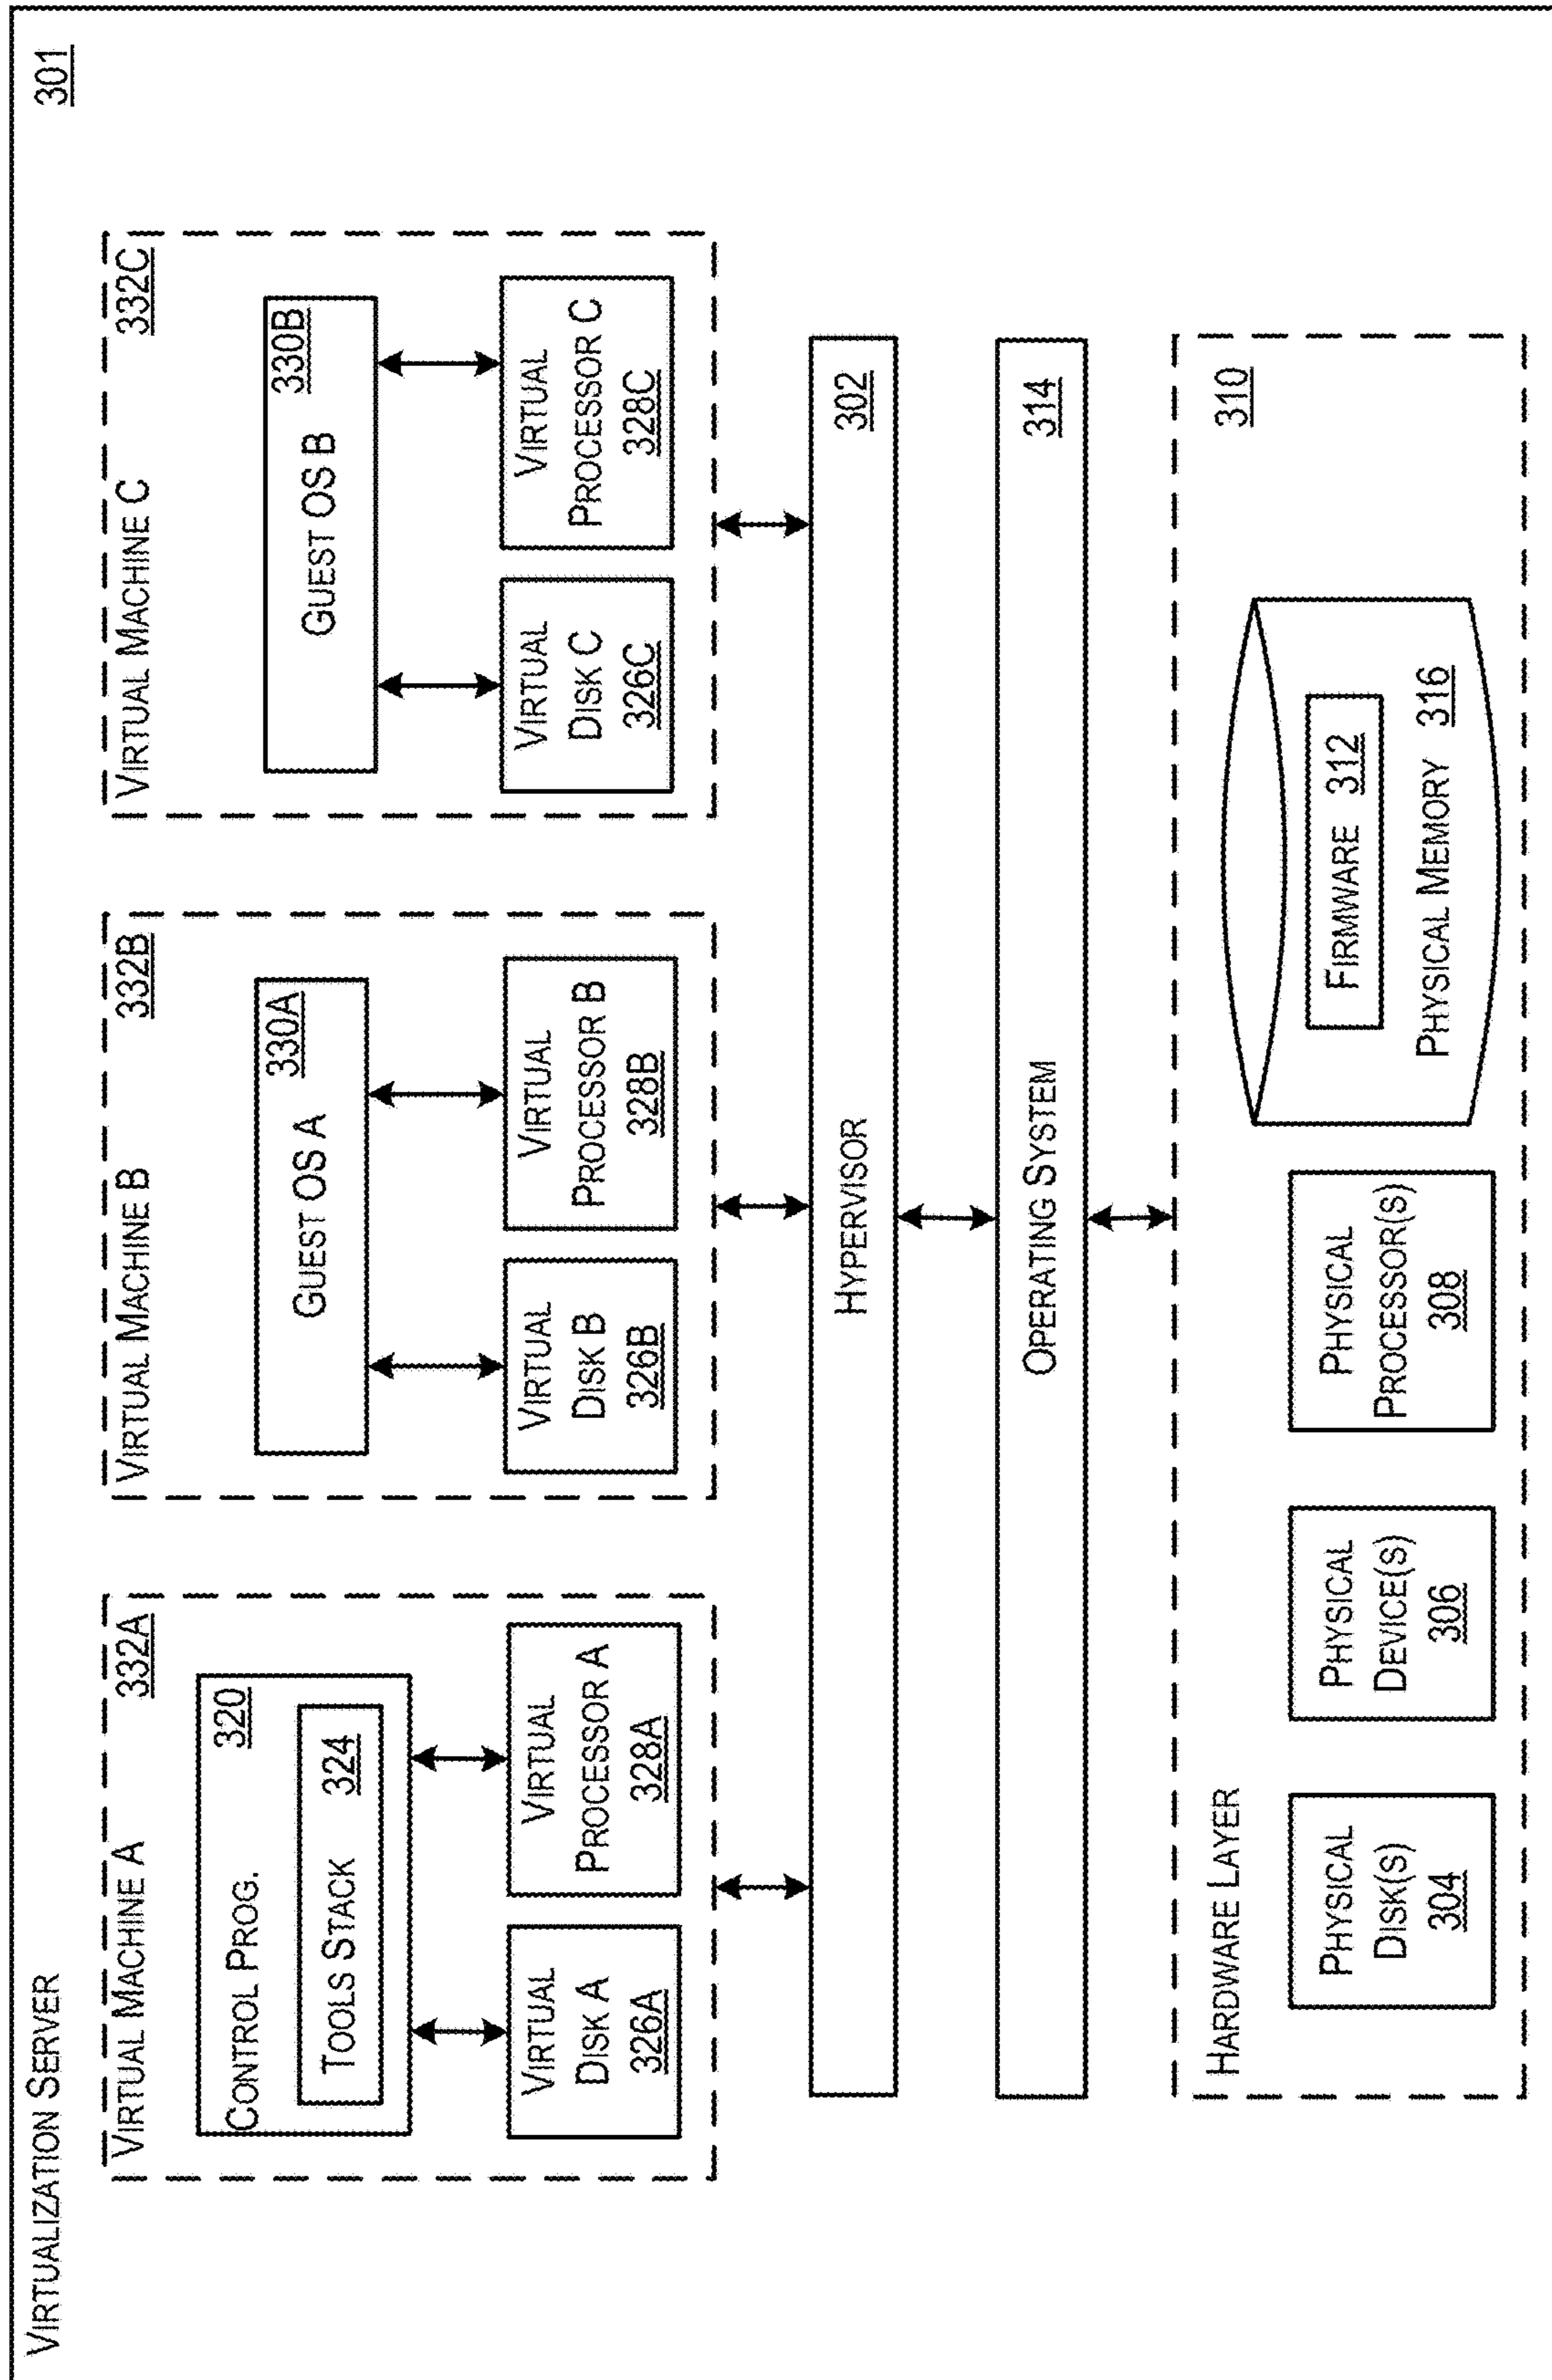 VIRTUALIZATION SERVER
301
VIRTUAL MACHINE A
332A
CONTROL PROG.
320
TOOLS STACK
324
VIRTUAL
DISK A
326A
VIRTUAL
PROCESSOR A
328A
VIRTUAL MACHINE B
332B
GUEST OS A
330A
VIRTUAL
DISK B
326B
VIRTUAL
PROCESSOR B
328B
VIRTUAL MACHINE C
332C
GUEST OS B
330B
VIRTUAL
DISK C
326C
VIRTUAL
PROCESSOR C
328C
HYPERVISOR
302
OPERATING SYSTEM
314
HARDWARE LAYER
310
PHYSICAL
DISK(S)
304
PHYSICAL
DEVICE(S)
306
PHYSICAL
PROCESSOR(S)
308
FIRMWARE 312
PHYSICAL MEMORY 316